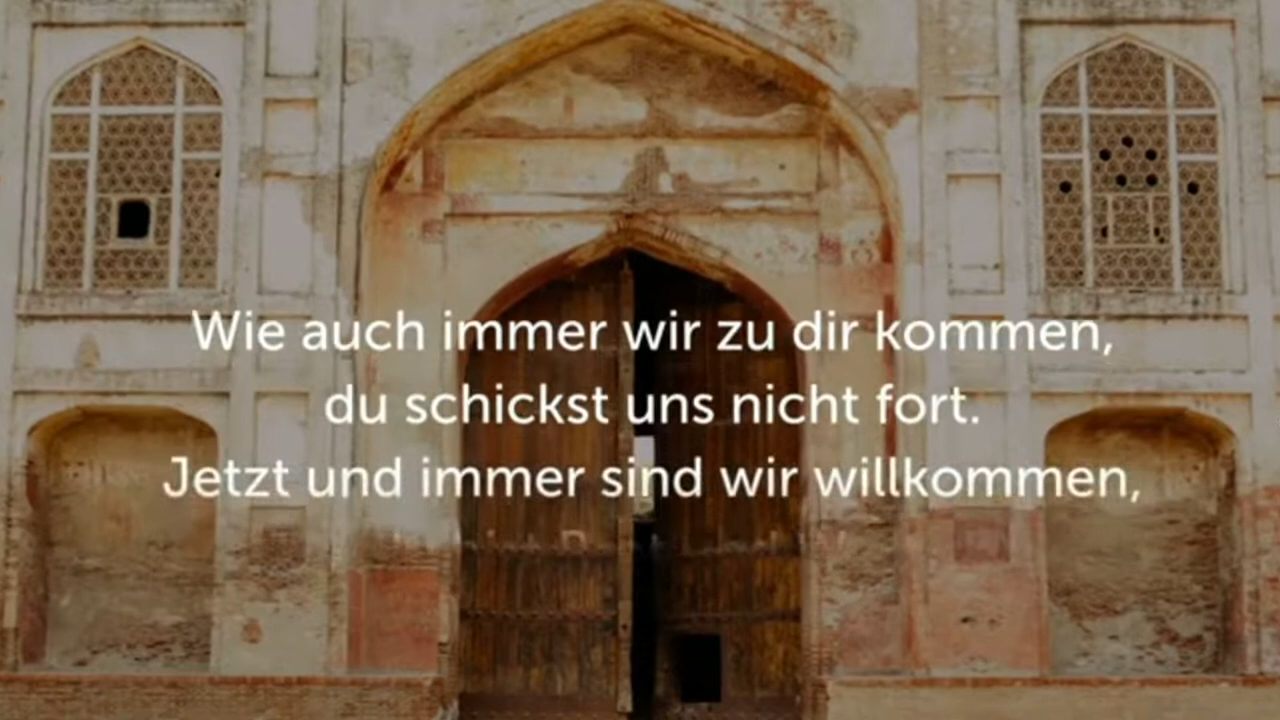 Wie auch immer wir zu dir kommen,
du schickst uns nicht fort.
Jetzt und immer sind wir willkommen,